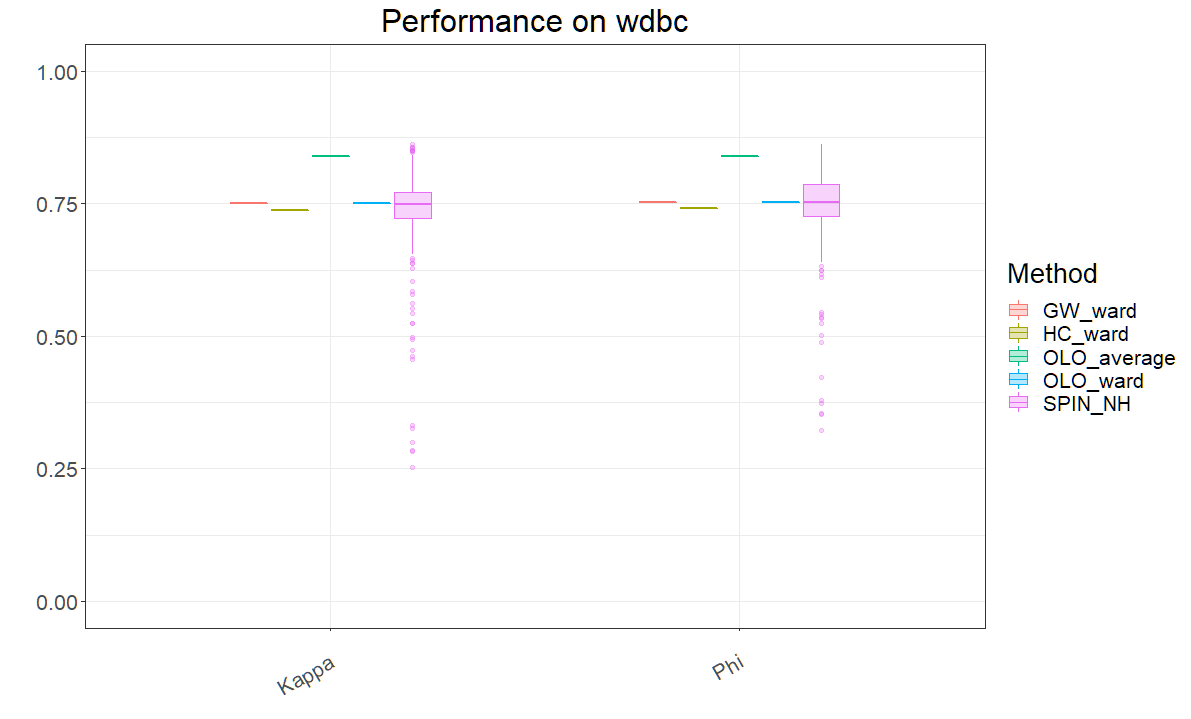 Performance on wdbc
1.00
0.75
0.50
0.25
0.00
Kappa
Phi
Method
GW_ward
HC_ward
OLO_average
OLO_ward
SPIN_NH